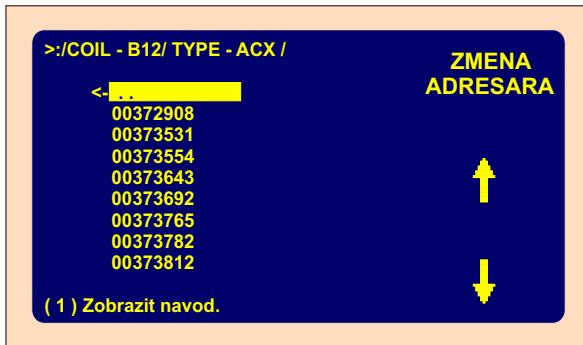 >:/COIL - B12/ TYPE - ACX /
ZMENA
ADRESARA
<- . .
00372908
00373531
00373554
00373643
00373692
00373765
00373782
00373812
( 1 ) Zobrazit navod.